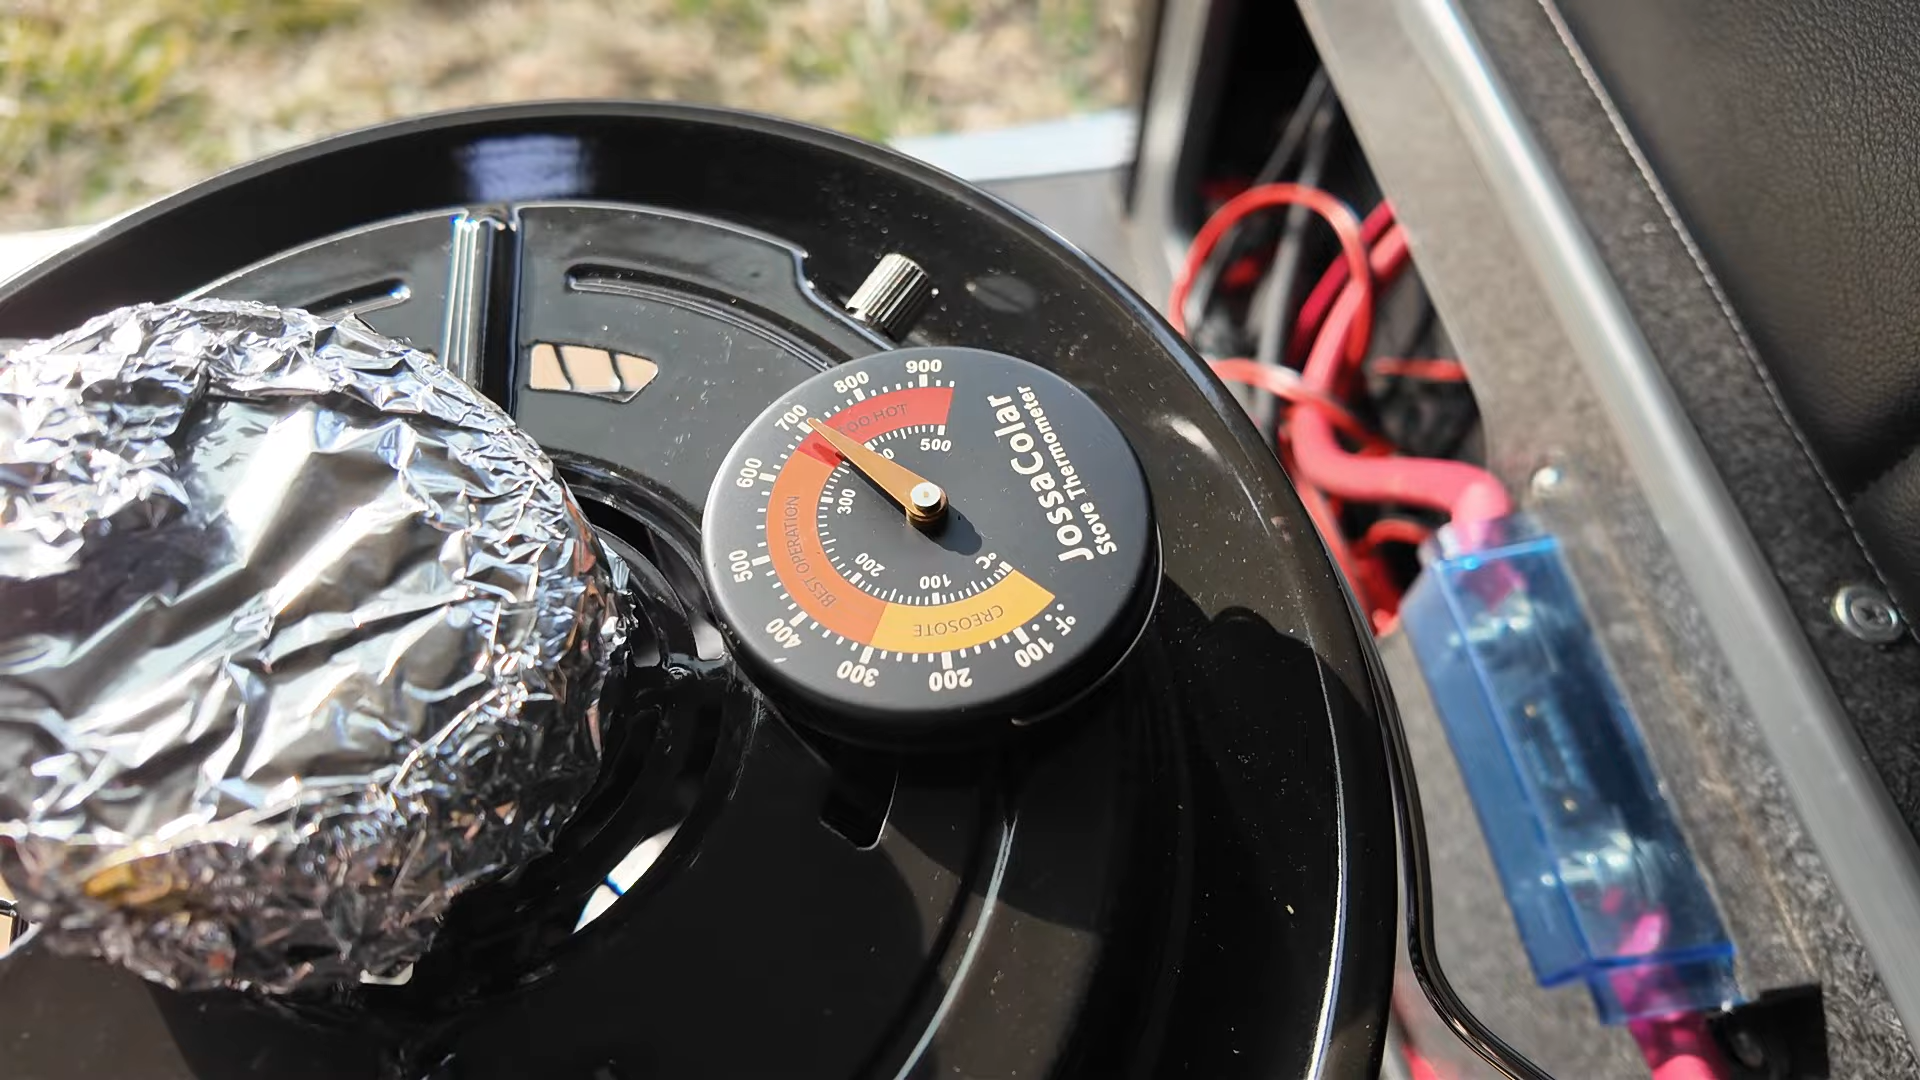 JossaColar
Stove Thermometer
°F
100
200
300
400
500
600
700
800
900
CREOSOTE
BEST OPERATION
TOO HOT
°C
100
200
300
500